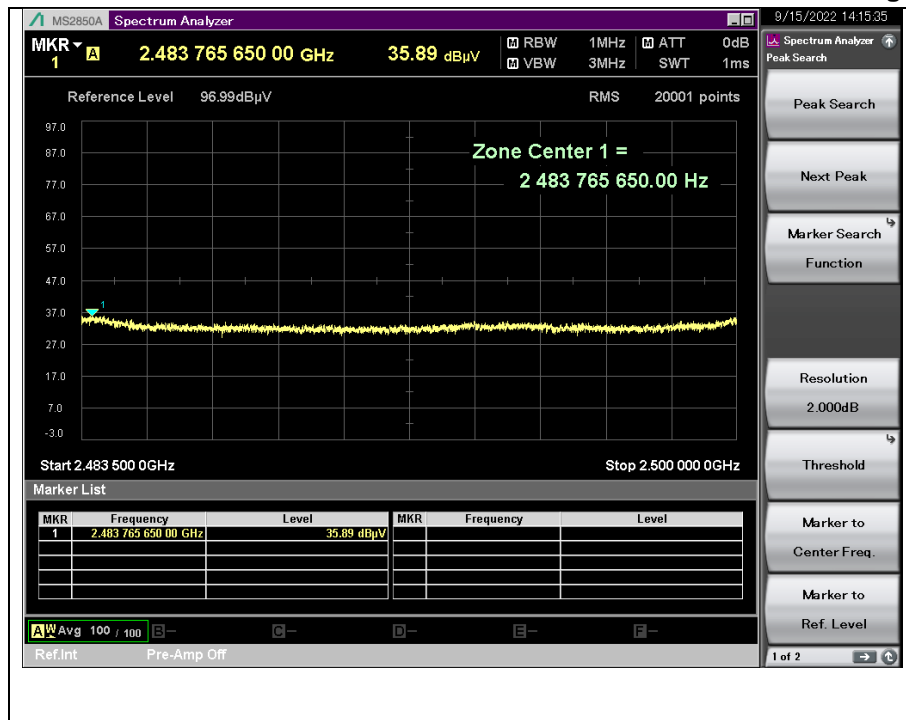 MS2850A Spectrum Analyzer
9/15/2022 14:15:35
MKR 1 A 2.483 765 650 00 GHz 35.89 dBµV
M RBW 1MHz M ATT 0dB
M VBW 3MHz SWT 1ms
Spectrum Analyzer
Peak Search
Reference Level 96.99dBµV RMS 20001 points
97.0
87.0
77.0
67.0
57.0
47.0
37.0
27.0
17.0
7.0
-3.0
Zone Center 1 =
2 483 765 650.00 Hz
1
Start 2.483 500 0GHz Stop 2.500 000 0GHz
Marker List
MKR Frequency Level MKR Frequency Level
1 2.483 765 650 00 GHz 35.89 dBµV
A W Avg 100 / 100 B – C – D – E – F –
Ref.Int Pre-Amp Off
Peak Search
Next Peak
Marker Search
Function
Resolution
2.000dB
Threshold
Marker to
Center Freq.
Marker to
Ref. Level
1 of 2